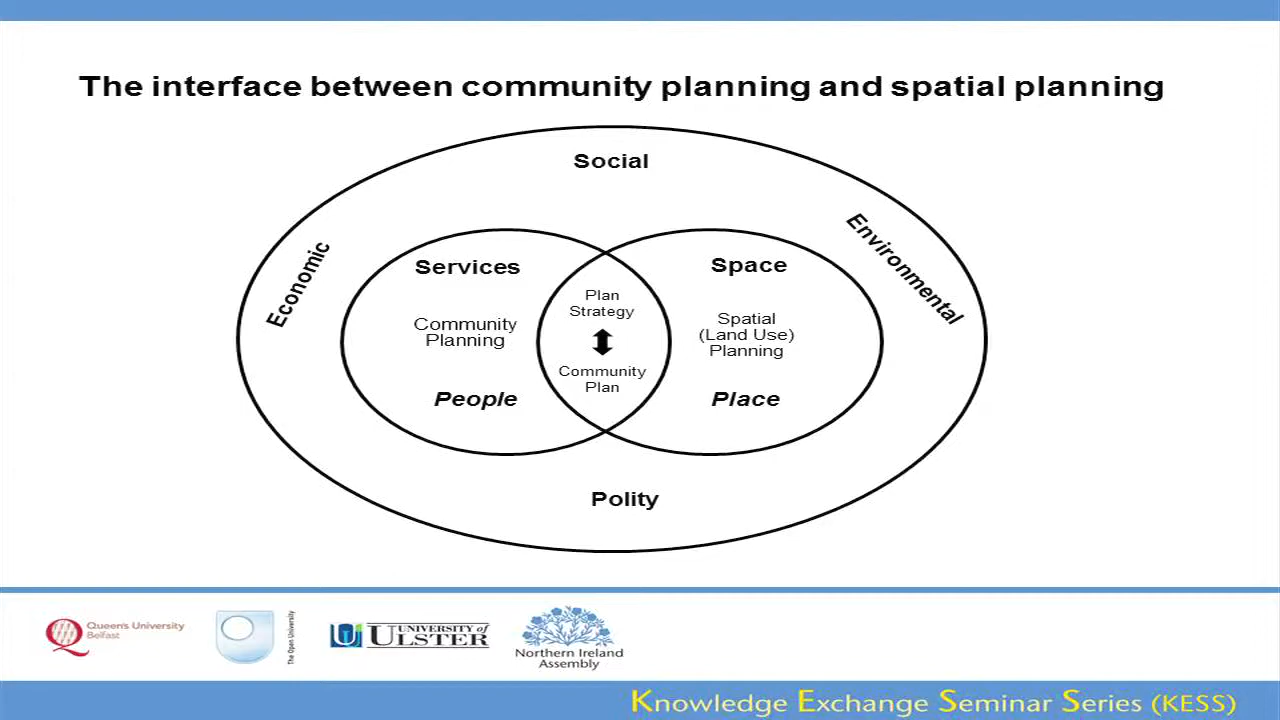 The interface between community planning and spatial planning
Social
Economic
Environmental
Services
Space
Plan
Strategy
Community
Planning
Spatial
(Land Use)
Planning
Community
Plan
People
Place
Polity
Queen's University
Belfast
The Open University
UNIVERSITY of
ULSTER
Northern Ireland
Assembly
Knowledge Exchange Seminar Series (KESS)